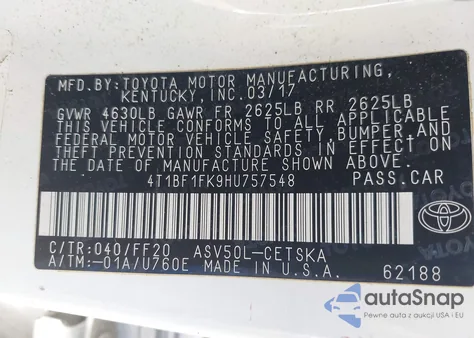 MFD. BY: TOYOTA MOTOR MANUFACTURING,
KENTUCKY, INC. 03/17
GVWR 4630LB GAWR FR 2625LB RR 2625LB
THIS VEHICLE CONFORMS TO ALL APPLICABLE
FEDERAL MOTOR VEHICLE SAFETY, BUMPER, AND
THEFT PREVENTION STANDARDS IN EFFECT ON
THE DATE OF MANUFACTURE SHOWN ABOVE.
4T1BF1FK9HU757548 PASS.CAR
C/TR:040/FF20 ASV50L-CETSKA
A/TM:-01A/U760E MADE IN U.S.A. 62188
TOYOTA
autoSnap
Pewne auta z aukcji USA i